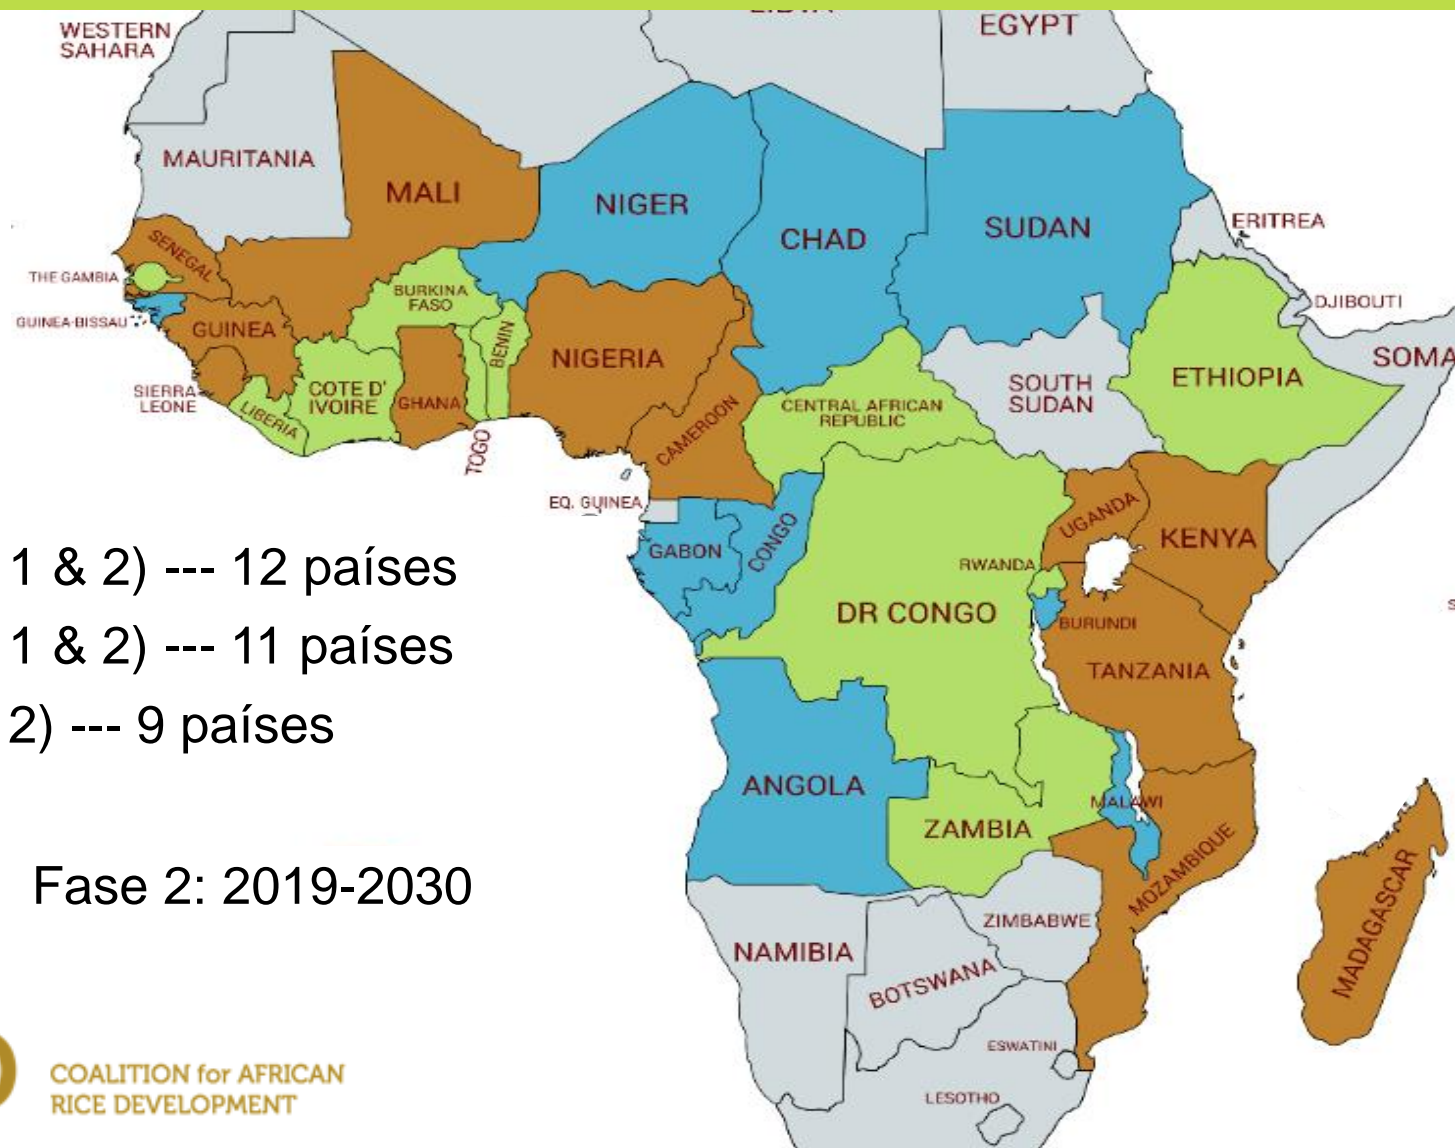 EGYPT
WESTERN
SAHARA
MAURITANIA
MALI
NIGER
CHAD
SUDAN
ERITREA
SENEGAL
THE GAMBIA
BURKINA
FASO
DJIBOUTI
GUINEA-BISSAU
GUINEA
BENIN
NIGERIA
SOMA
ETHIOPIA
SIERRA
LEONE
COTE D'
IVOIRE
GHANA
LIBERIA
CENTRAL AFRICAN
REPUBLIC
SOUTH
SUDAN
CAMEROON
TOGO
EQ. GUINEA
UGANDA
KENYA
GABON
CONGO
RWANDA
1 & 2) --- 12 países
DR CONGO
BURUNDI
1 & 2) --- 11 países
TANZANIA
2) --- 9 países
ANGOLA
MALAWI
ZAMBIA
MOZAMBIQUE
MADAGASCAR
Fase 2: 2019-2030
ZIMBABWE
NAMIBIA
BOTSWANA
ESWATINI
LESOTHO
COALITION for AFRICAN
RICE DEVELOPMENT